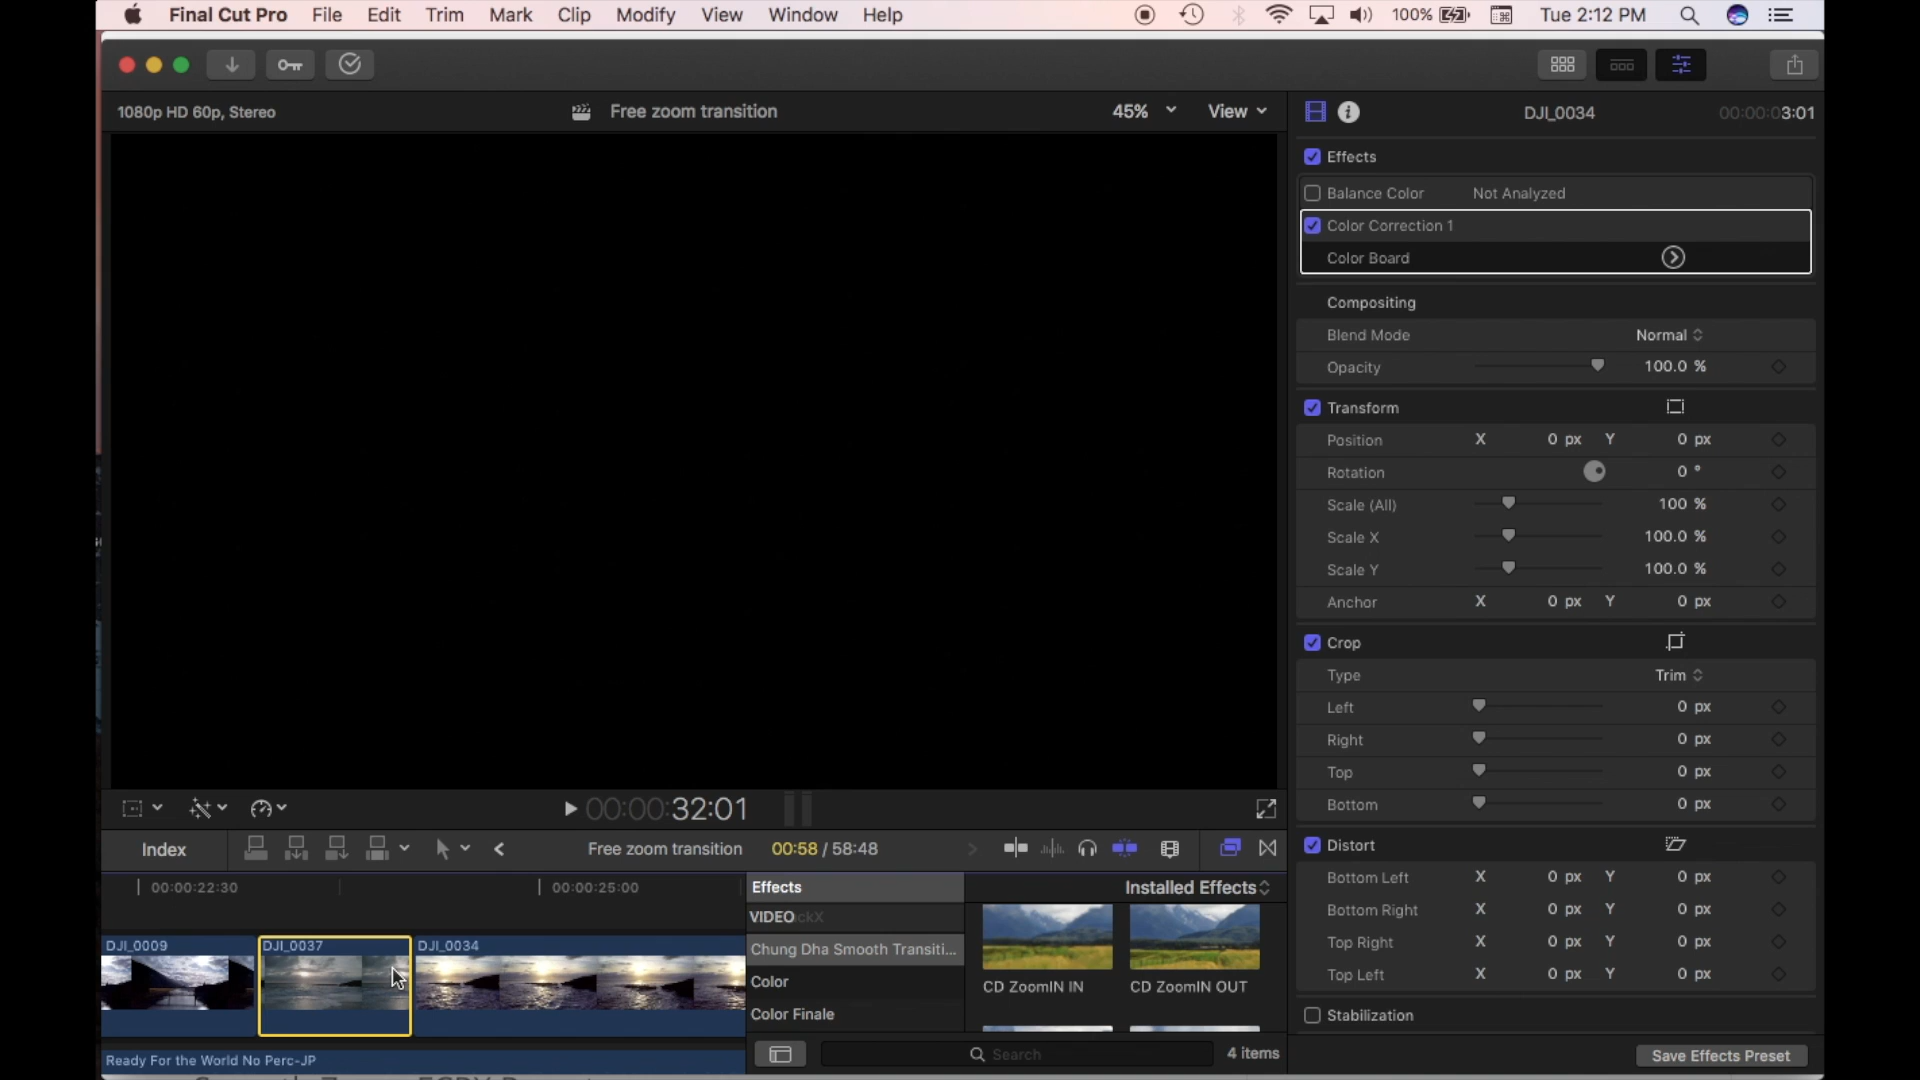 Final Cut Pro File Edit Trim Mark Clip Modify View Window Help 100% Tue 2:12 PM
1080p HD 60p, Stereo Free zoom transition 45% View DJI_0034 00:00:03:01
Effects
Balance Color Not Analyzed
Color Correction 1
Color Board
Compositing
Blend Mode Normal
Opacity 100.0 %
Transform
Position X 0 px Y 0 px
Rotation 0 °
Scale (All) 100 %
Scale X 100.0 %
Scale Y 100.0 %
Anchor X 0 px Y 0 px
Crop
Type Trim
Left 0 px
Right 0 px
Top 0 px
Bottom 0 px
Distort
Bottom Left X 0 px Y 0 px
Bottom Right X 0 px Y 0 px
Top Right X 0 px Y 0 px
Top Left X 0 px Y 0 px
Stabilization
Save Effects Preset
00:00:32:01
Index Free zoom transition 00:58 / 58:48
00:00:22:30 00:00:25:00
DJI_0009 DJI_0037 DJI_0034
Ready For the World No Perc-JP
Effects Installed Effects
VIDEO
Chung Dha Smooth Transiti...
Color
Color Finale
CD ZoomIN IN CD ZoomIN OUT
Search 4 items